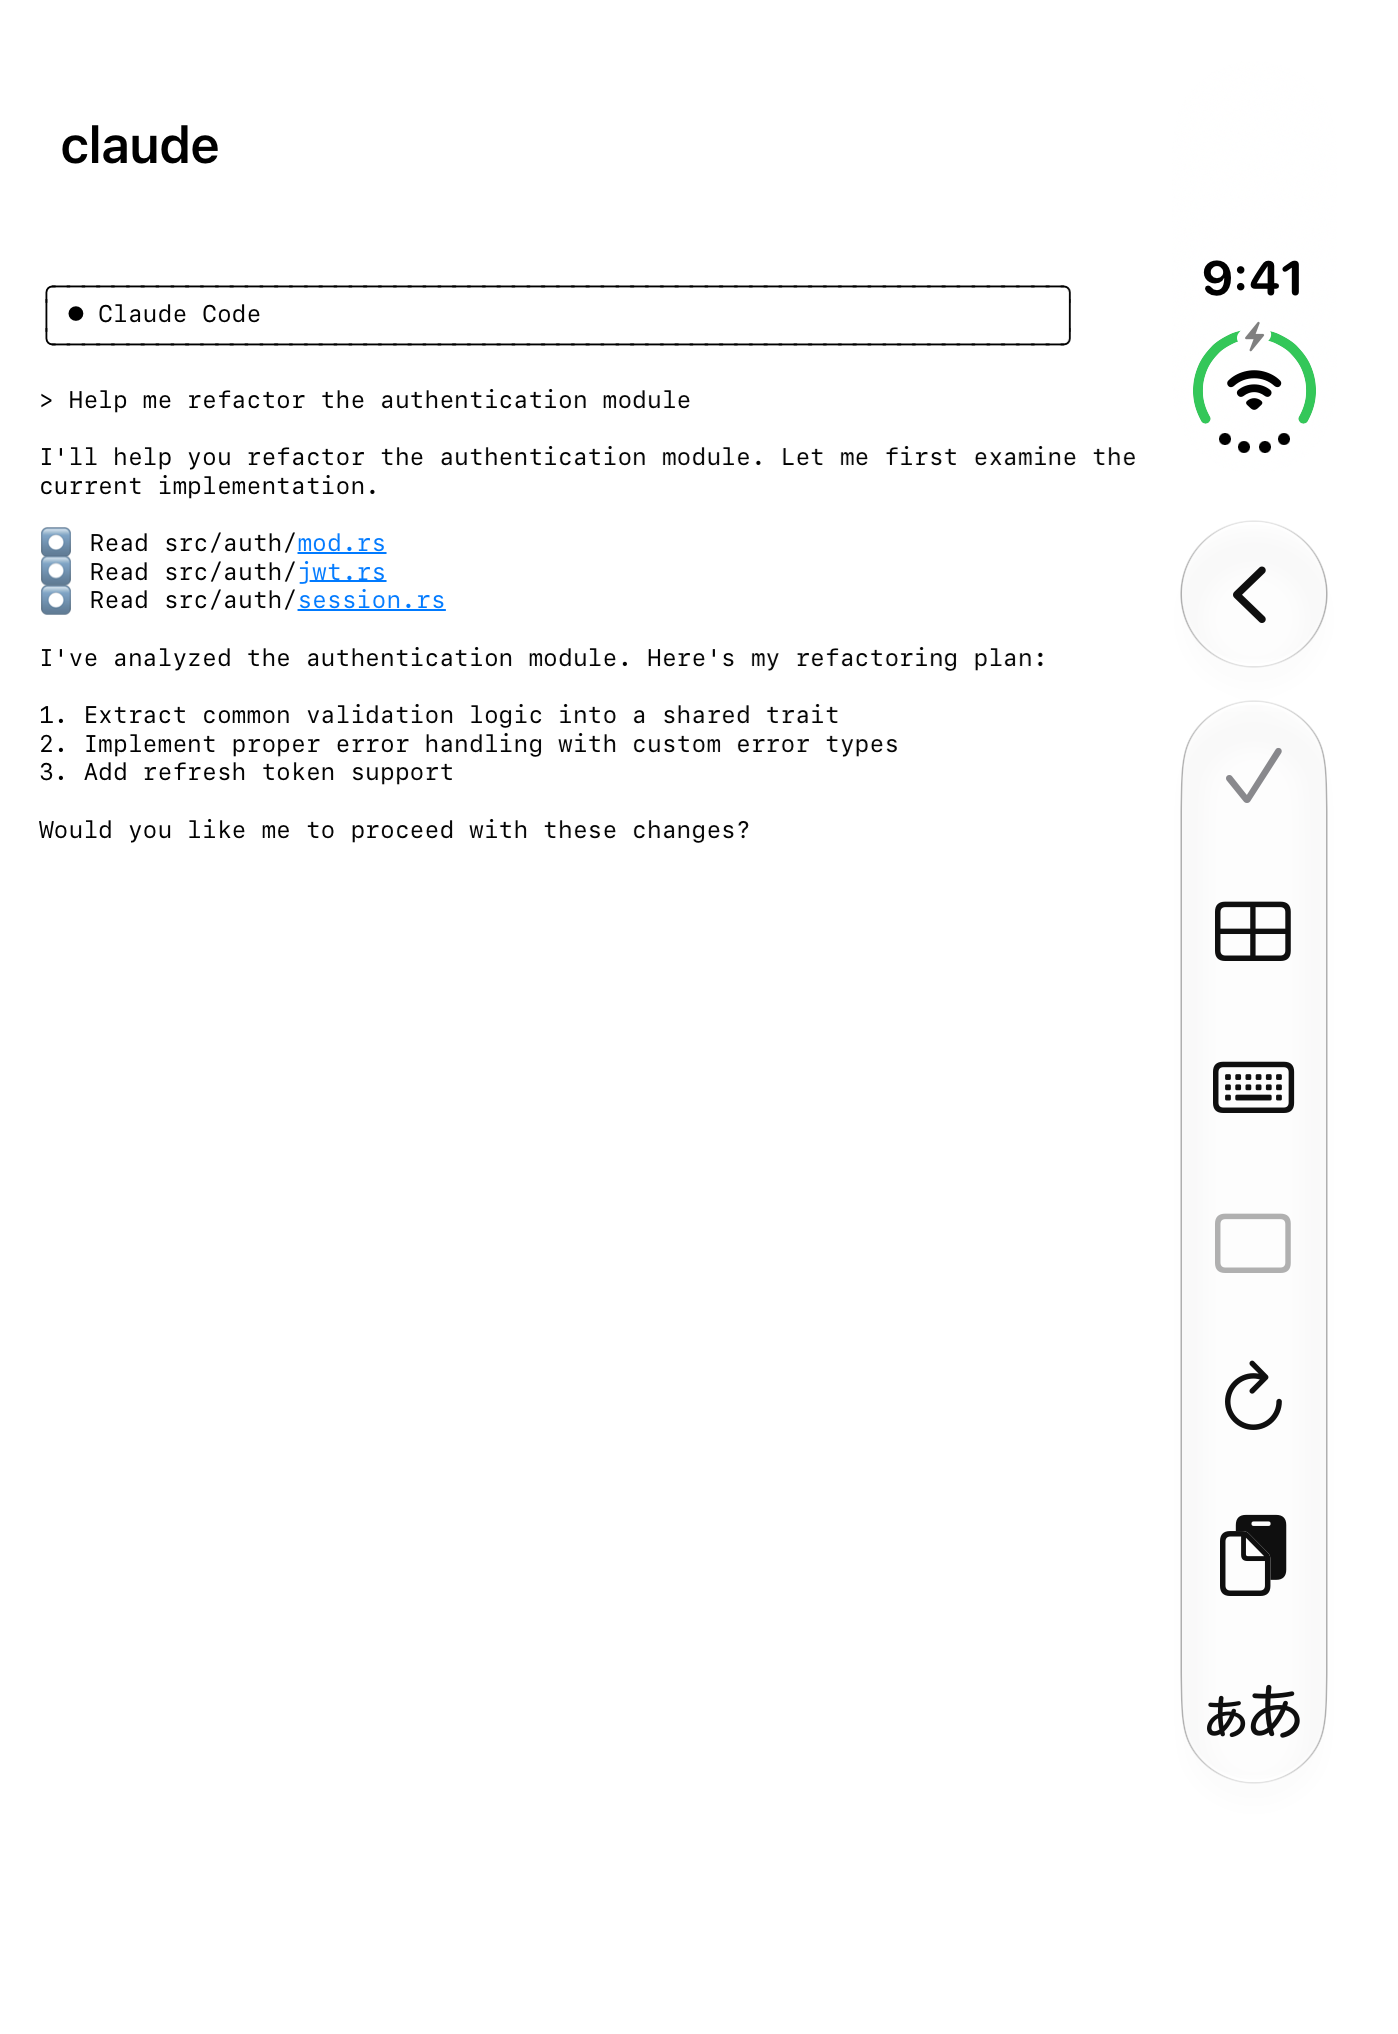 claude
9:41
● Claude Code
> Help me refactor the authentication module
I'll help you refactor the authentication module. Let me first examine the
current implementation.
⏺ Read src/auth/mod.rs
⏺ Read src/auth/jwt.rs
⏺ Read src/auth/session.rs
I've analyzed the authentication module. Here's my refactoring plan:
1. Extract common validation logic into a shared trait
2. Implement proper error handling with custom error types
3. Add refresh token support
Would you like me to proceed with these changes?
ああ